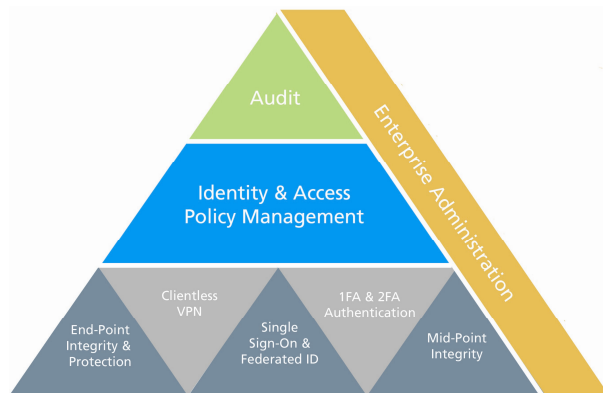 Audit
Enterprise Administration
Identity & Access
Policy Management
Clientless
VPN
1FA & 2FA
Authentication
End-Point
Integrity &
Protection
Single
Sign-On &
Federated ID
Mid-Point
Integrity